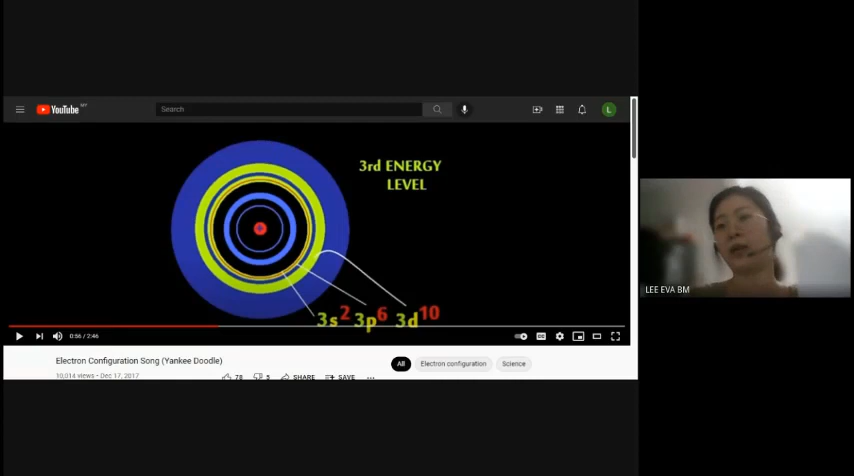 YouTube MY
Search
L
3rd ENERGY
LEVEL
3s2 3p6 3d10
0:56 / 2:46
Electron Configuration Song (Yankee Doodle)
All
Electron configuration
Science
10,014 views • Dec 17, 2017
78
5
SHARE
SAVE
LEE EVA BM